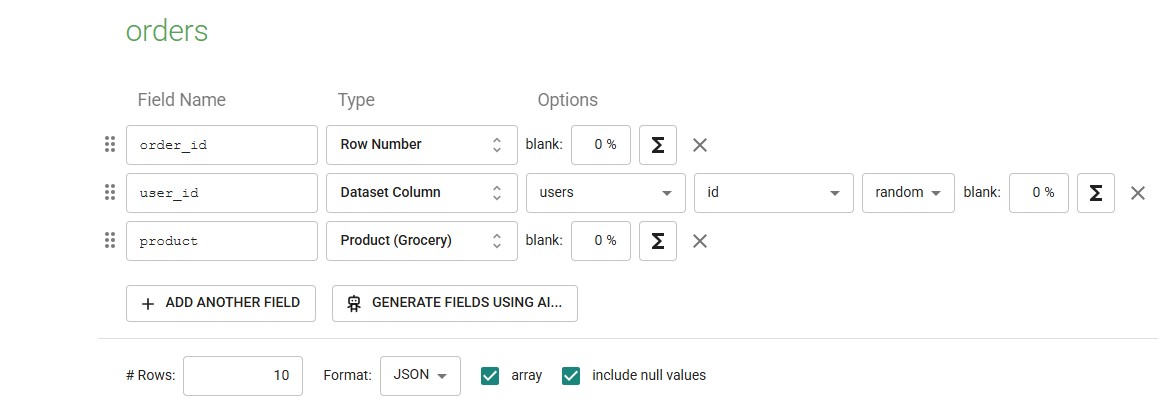 orders
Field Name Type Options
order_id Row Number blank: 0 % Σ
user_id Dataset Column users id random blank: 0 % Σ
product Product (Grocery) blank: 0 % Σ
ADD ANOTHER FIELD GENERATE FIELDS USING AI...
# Rows: 10 Format: JSON array include null values